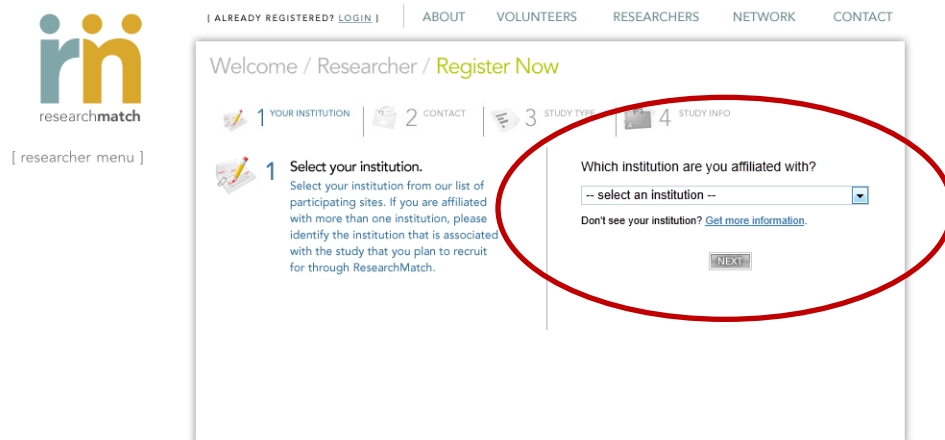 [ ALREADY REGISTERED? LOGIN ]
ABOUT VOLUNTEERS RESEARCHERS NETWORK CONTACT
rm
researchmatch
[ researcher menu ]
Welcome / Researcher / Register Now
1 YOUR INSTITUTION 2 CONTACT 3 STUDY TYPE 4 STUDY INFO
1 Select your institution.
Select your institution from our list of
participating sites. If you are affiliated
with more than one institution, please
identify the institution that is associated
with the study that you plan to recruit
for through ResearchMatch.
Which institution are you affiliated with?
-- select an institution --
Don't see your institution? Get more information.
NEXT